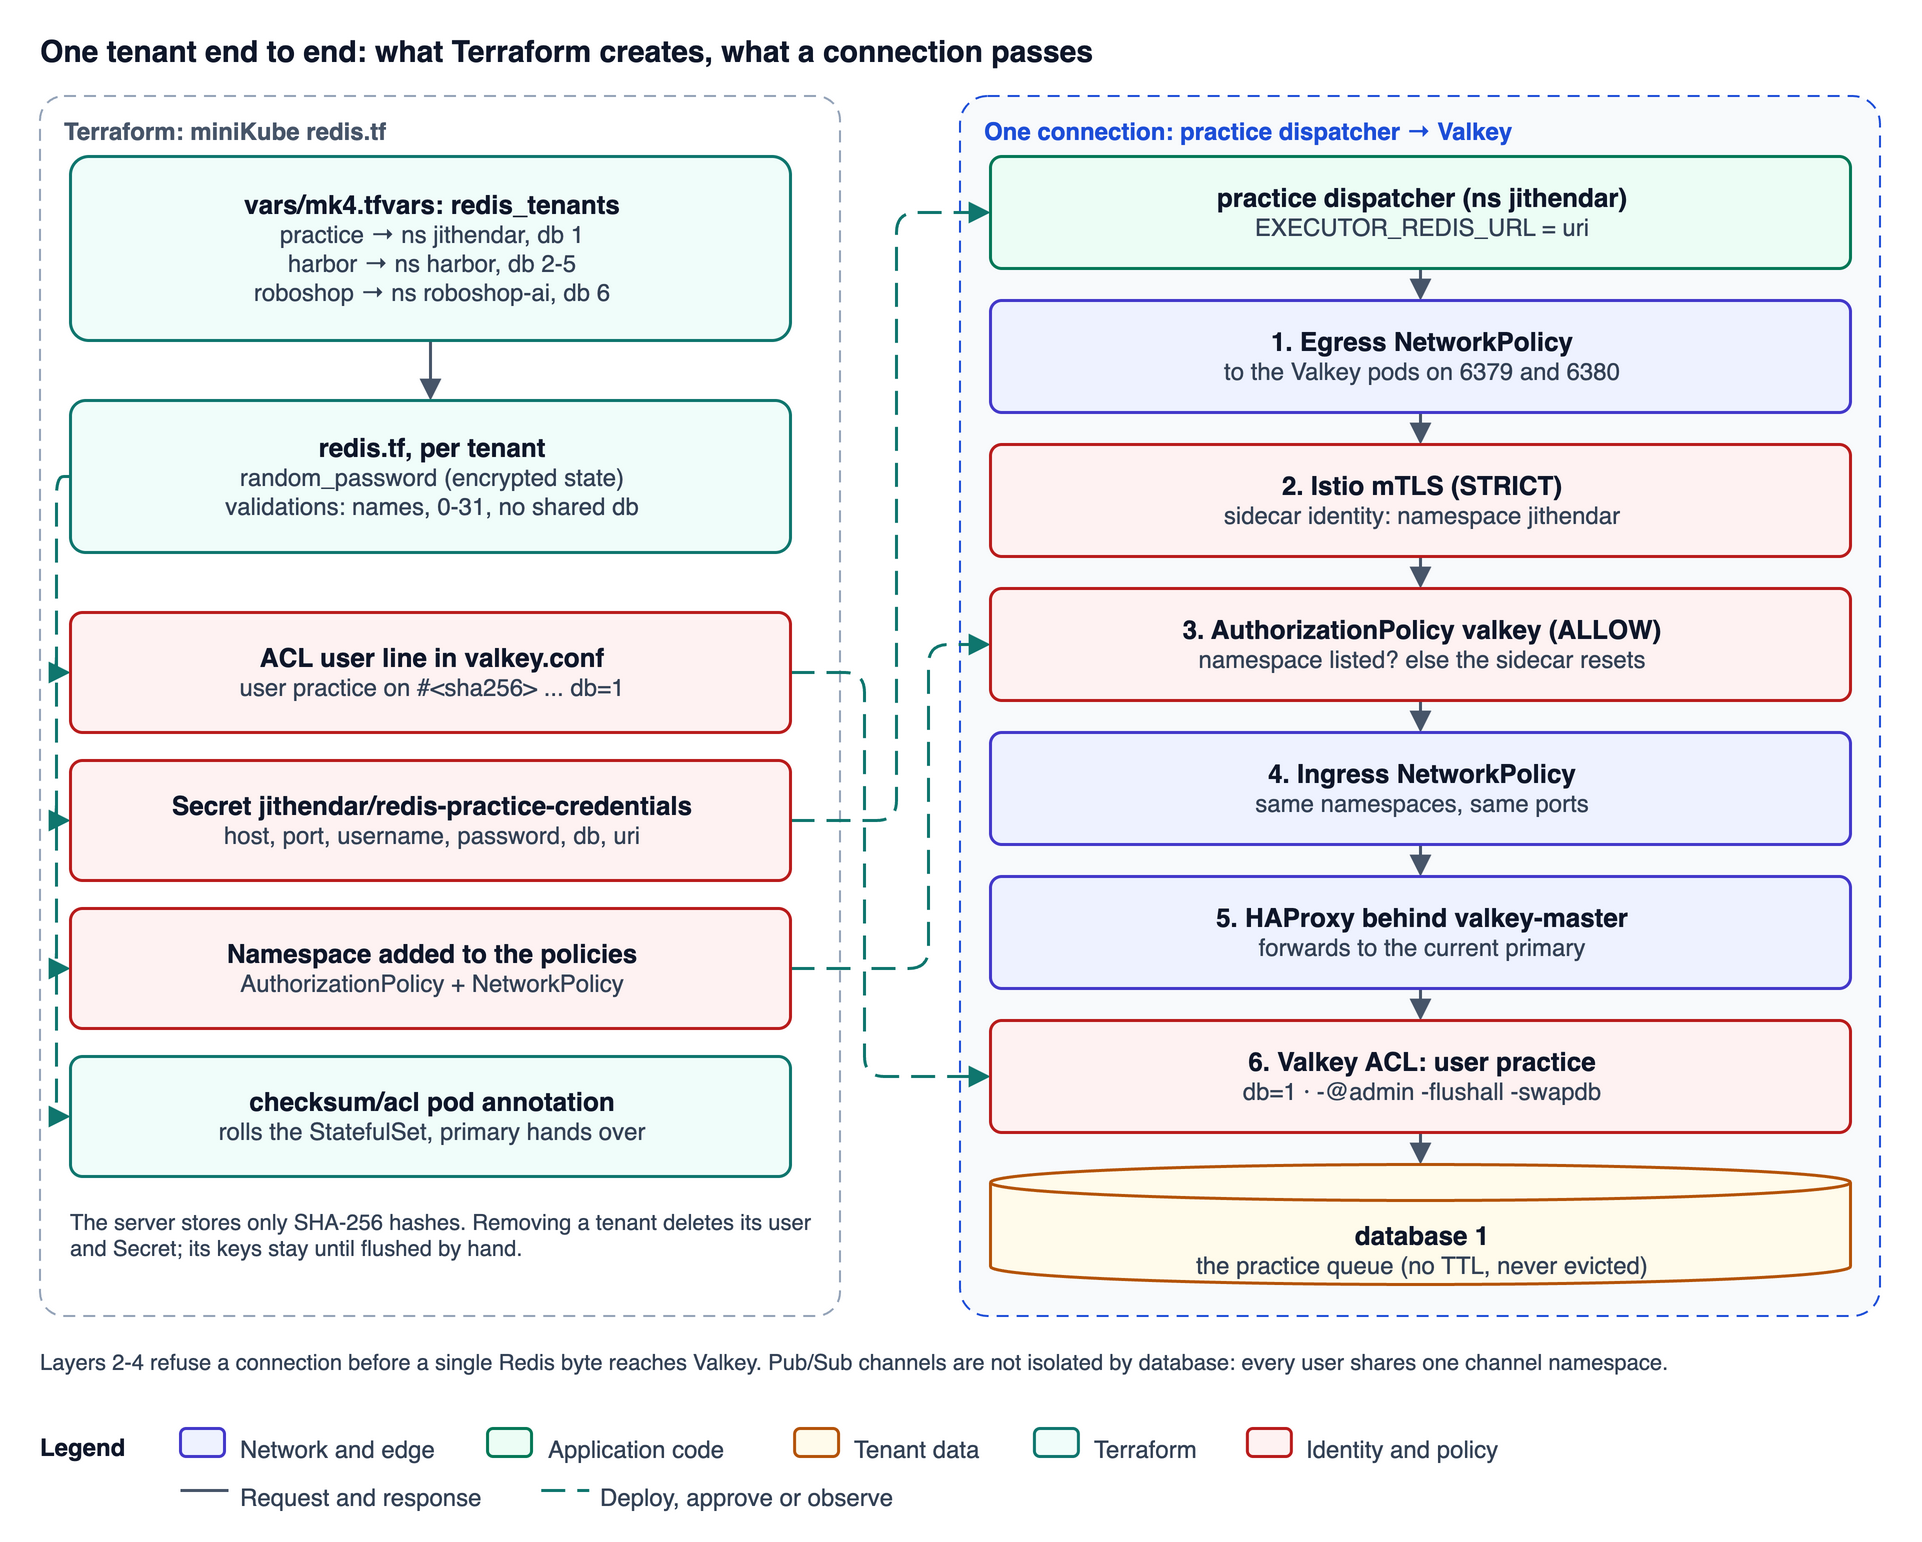 One tenant end to end: what Terraform creates, what a connection passes
Terraform: miniKube redis.tf
vars/mk4.tfvars: redis_tenants
practice → ns jithendar, db 1
harbor → ns harbor, db 2-5
roboshop → ns roboshop-ai, db 6
redis.tf, per tenant
random_password (encrypted state)
validations: names, 0-31, no shared db
ACL user line in valkey.conf
user practice on #<sha256> ... db=1
Secret jithendar/redis-practice-credentials
host, port, username, password, db, uri
Namespace added to the policies
AuthorizationPolicy + NetworkPolicy
checksum/acl pod annotation
rolls the StatefulSet, primary hands over
The server stores only SHA-256 hashes. Removing a tenant deletes its user
and Secret; its keys stay until flushed by hand.
One connection: practice dispatcher → Valkey
practice dispatcher (ns jithendar)
EXECUTOR_REDIS_URL = uri
1. Egress NetworkPolicy
to the Valkey pods on 6379 and 6380
2. Istio mTLS (STRICT)
sidecar identity: namespace jithendar
3. AuthorizationPolicy valkey (ALLOW)
namespace listed? else the sidecar resets
4. Ingress NetworkPolicy
same namespaces, same ports
5. HAProxy behind valkey-master
forwards to the current primary
6. Valkey ACL: user practice
db=1 · -@admin -flushall -swapdb
database 1
the practice queue (no TTL, never evicted)
Layers 2-4 refuse a connection before a single Redis byte reaches Valkey. Pub/Sub channels are not isolated by database: every user shares one channel namespace.
Legend
Network and edge
Application code
Tenant data
Terraform
Identity and policy
Request and response
Deploy, approve or observe